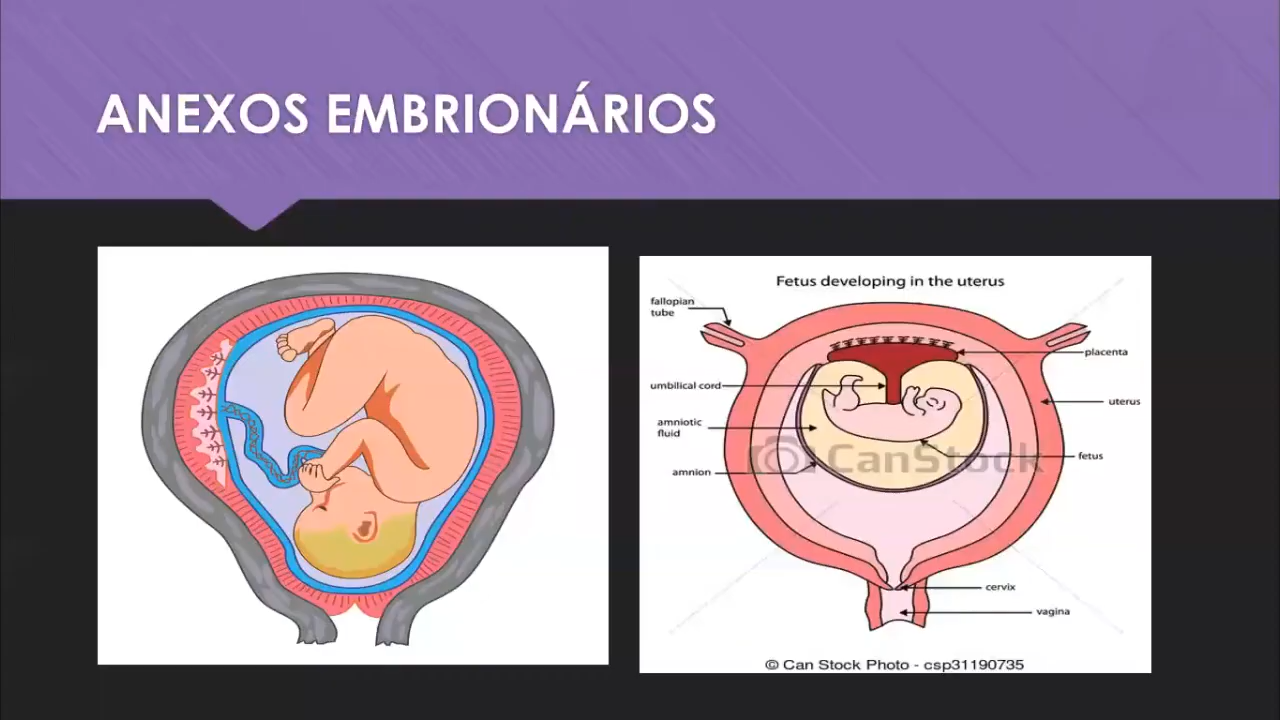 ANEXOS EMBRIONÁRIOS
Fetus developing in the uterus
fallopian
tube
placenta
umbilical cord
uterus
amniotic
fluid
CanStock
fetus
amnion
cervix
vagina
© Can Stock Photo - csp31190735